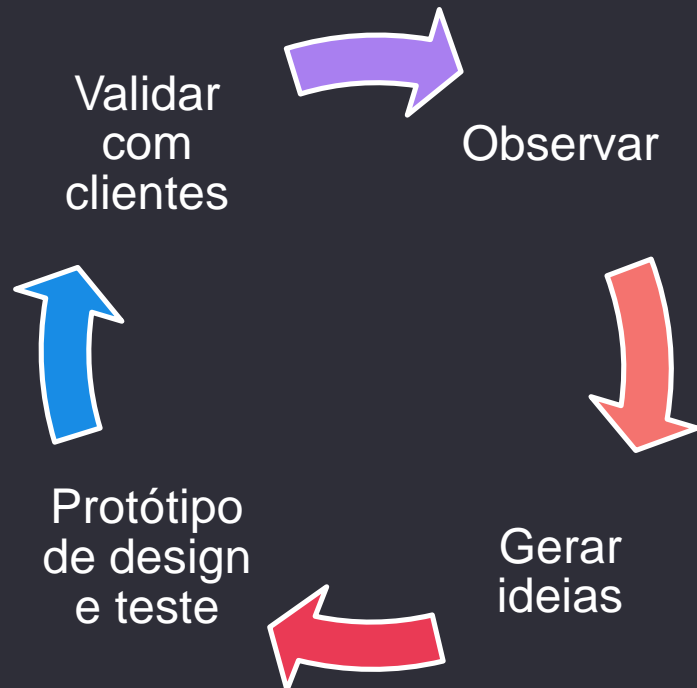 Validar
com
clientes
Observar
Gerar
ideias
Protótipo
de design
e teste